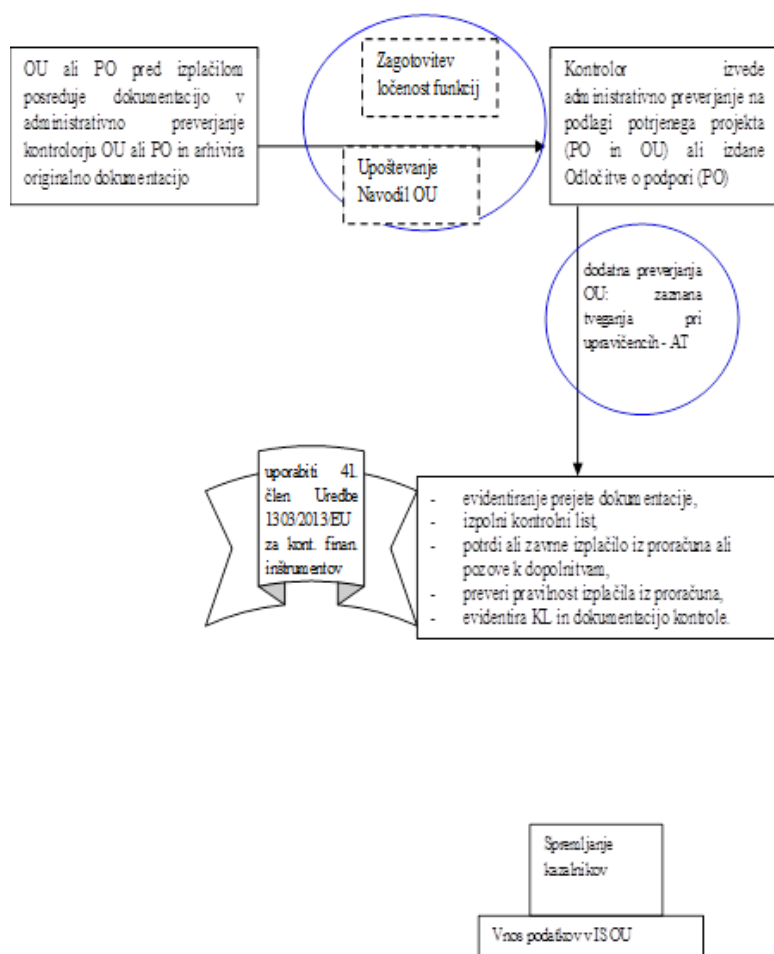 OU ali PO pred izplačilom
posreduje dokumentacijo v
administrativno preverjanje
kontrolorju OU ali PO in arhivira
originalno dokumentacijo
Zagotovitev
ločenost funkcij
Upoštevanje
Navodil OU
Kontrolor izvede
administrativno preverjanje na
podlagi potrjenega projekta
(PO in OU) ali izdane
Odločitve o podpori (PO)
dodatna preverjanja
OU: zaznana
tveganja pri
upravičencih - AT
uporabiti 41.
člen Uredbe
1303/2013/EU
za kont. finan.
inštrumentov
- evidentiranje prejete dokumentacije,
- izpolni kontrolni list,
- potrdi ali zavrne izplačilo iz proračuna ali
pozove k dopolnitvam,
- preveri pravilnost izplačila iz proračuna,
- evidentira KL in dokumentacijo kontrole.
Spremljanje
kazalnikov
Vnos podatkov v IS OU